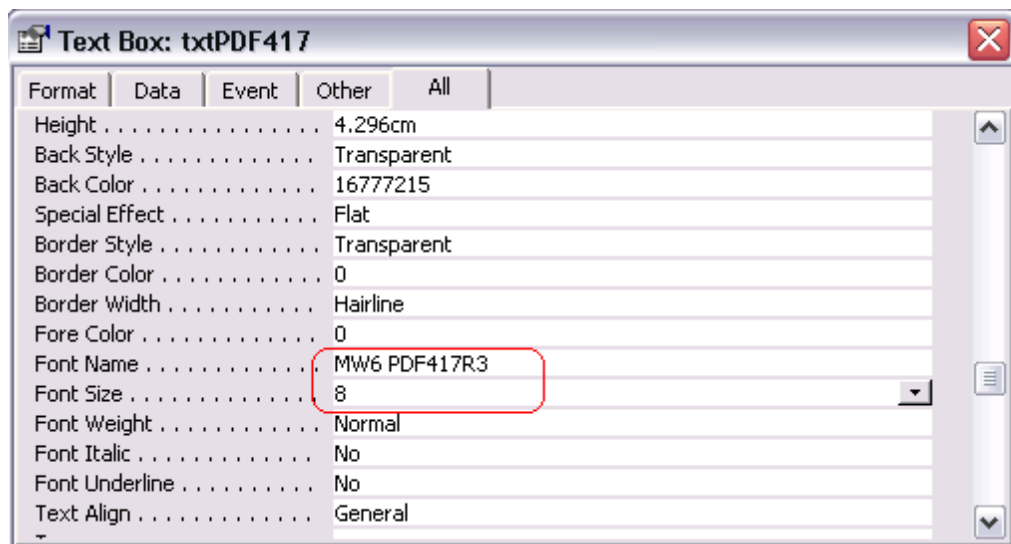 Text Box: txtPDF417
Format Data Event Other All
Height . . . . . . . . . . . . . . . . 4.296cm
Back Style . . . . . . . . . . . . . Transparent
Back Color . . . . . . . . . . . . . 16777215
Special Effect . . . . . . . . . . . Flat
Border Style . . . . . . . . . . . . Transparent
Border Color . . . . . . . . . . . . 0
Border Width . . . . . . . . . . . Hairline
Fore Color . . . . . . . . . . . . . 0
Font Name . . . . . . . . . . . . . MW6 PDF417R3
Font Size . . . . . . . . . . . . . . 8
Font Weight . . . . . . . . . . . . Normal
Font Italic . . . . . . . . . . . . . No
Font Underline . . . . . . . . . . No
Text Align . . . . . . . . . . . . . General